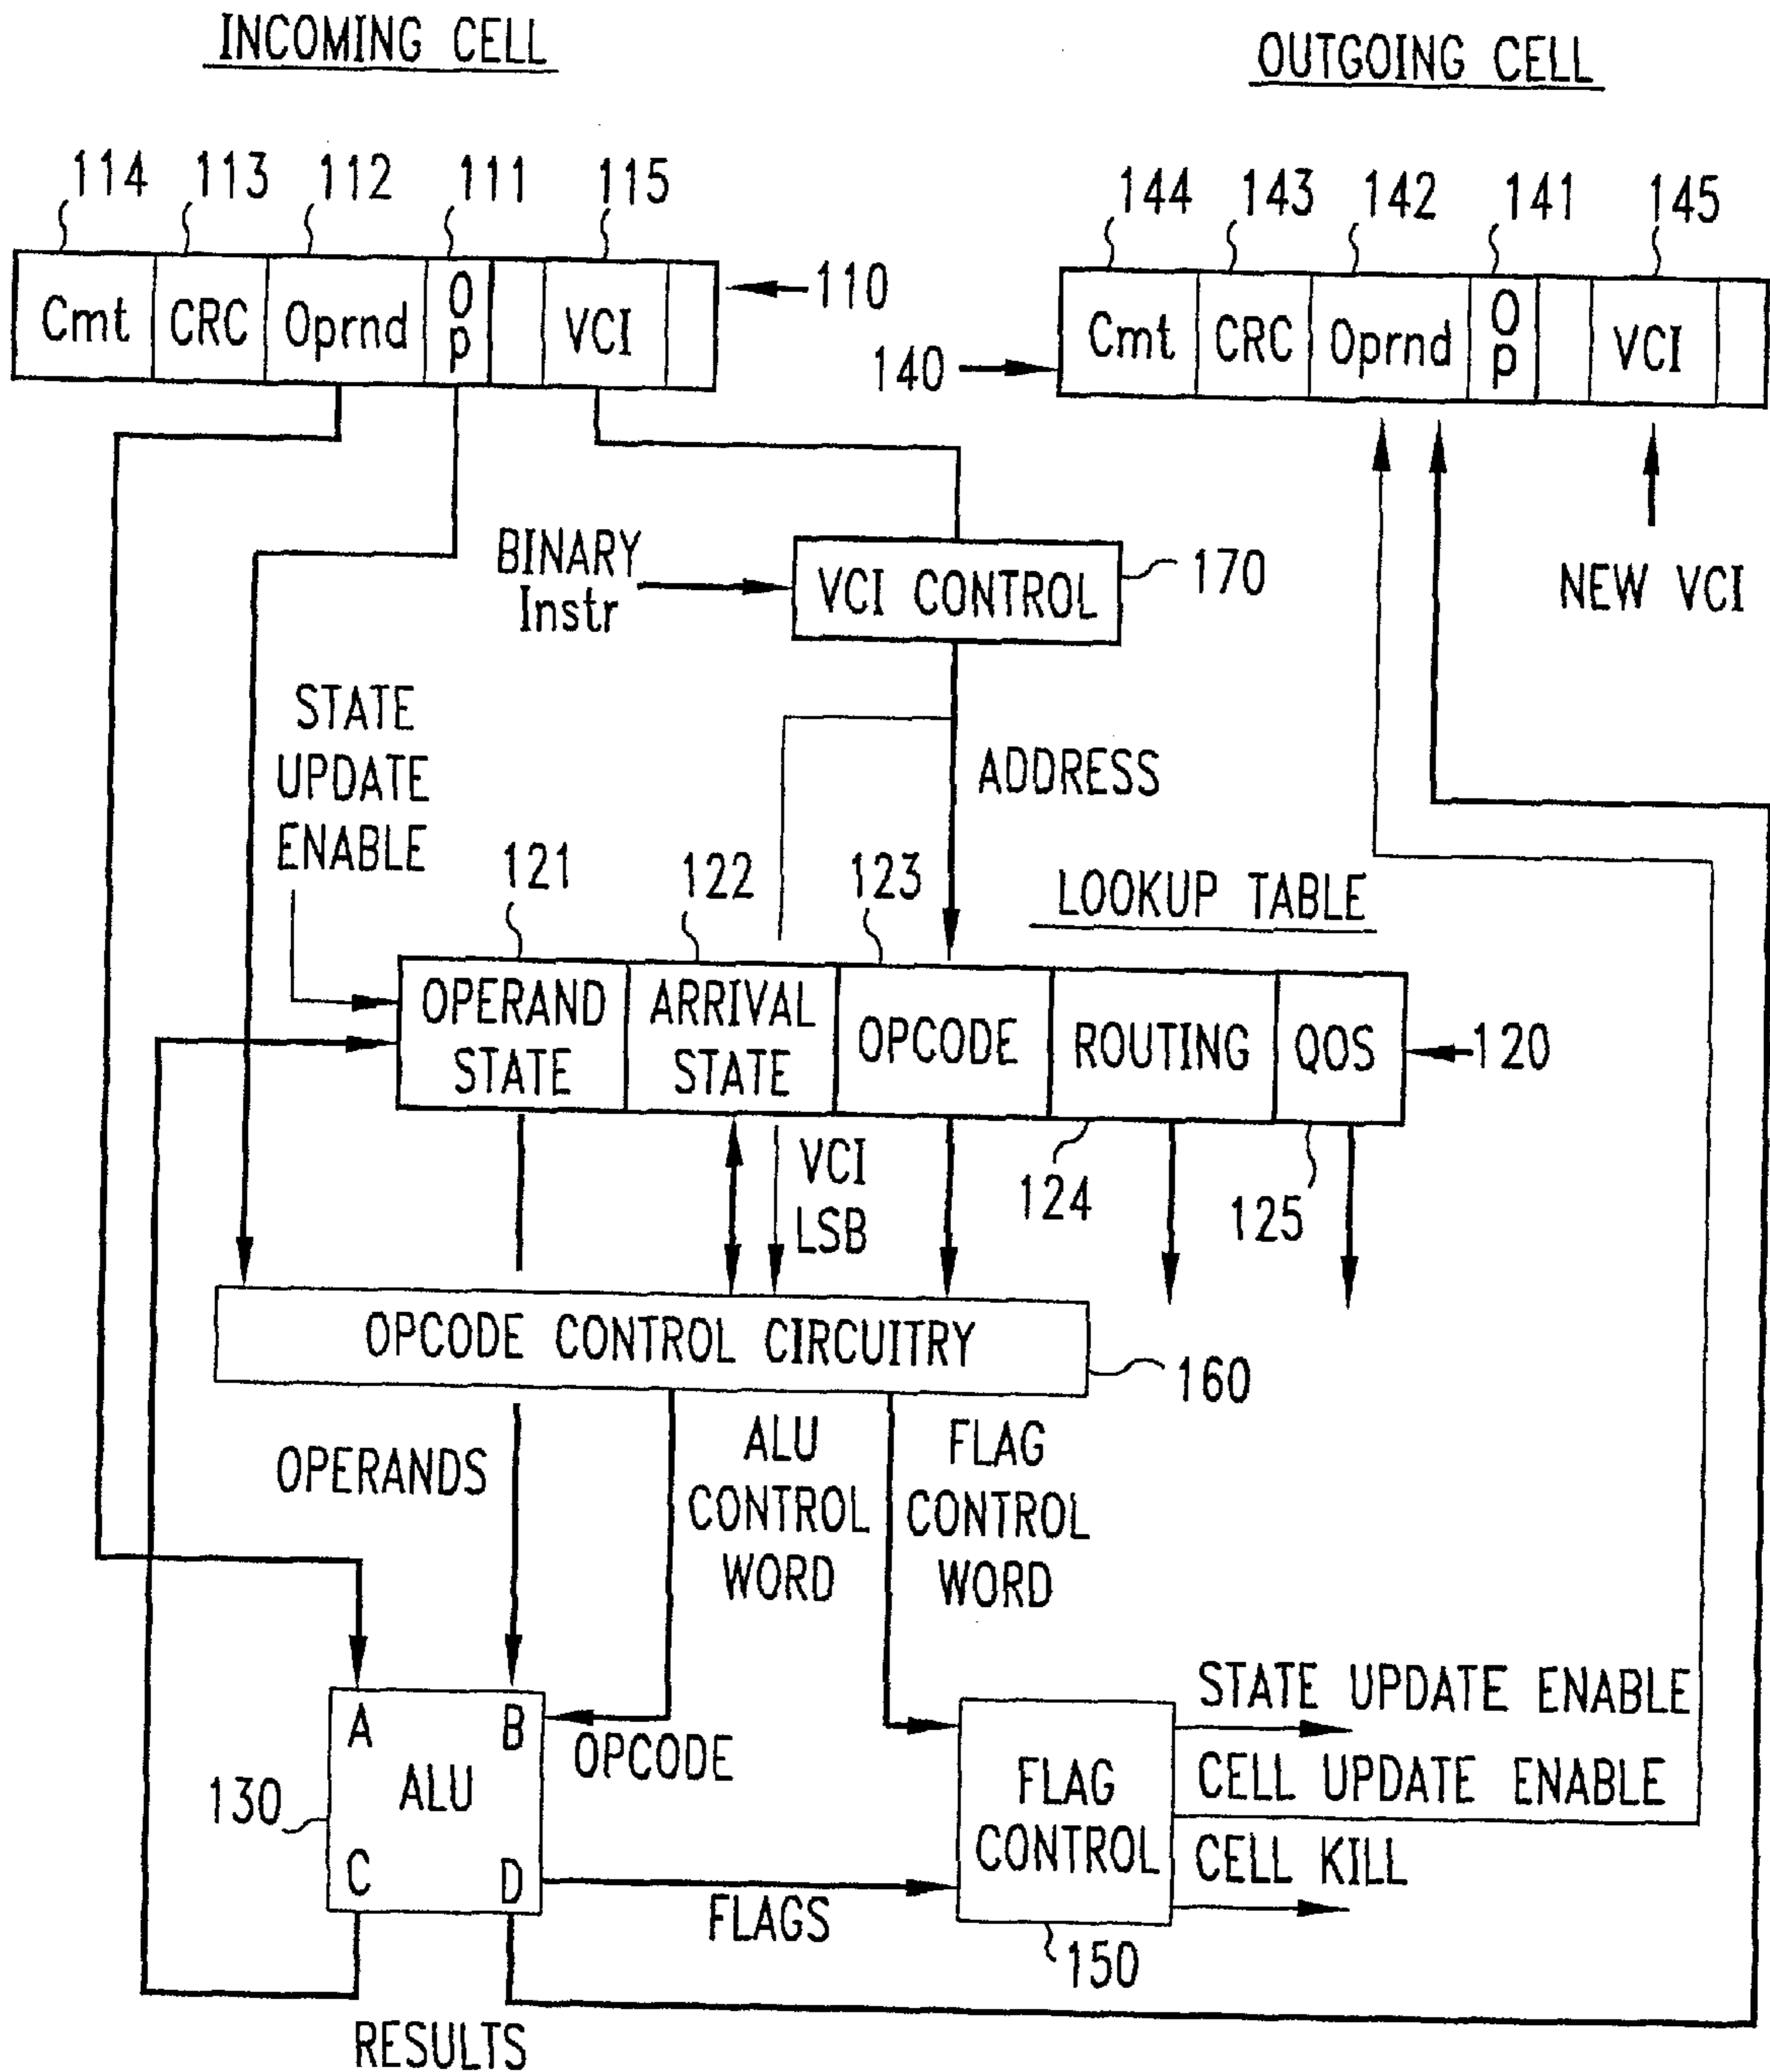 INCOMING CELL
OUTGOING CELL
114 113 112 111 115
144 143 142 141 145
Cmt CRC Oprnd Op VCI
110
140
Cmt CRC Oprnd Op VCI
BINARY
Instr
VCI CONTROL
170
NEW VCI
STATE
UPDATE
ENABLE
ADDRESS
121 122 123
LOOKUP TABLE
OPERAND
STATE
ARRIVAL
STATE
OPCODE
ROUTING
QOS
120
VCI
LSB
124
125
OPCODE CONTROL CIRCUITRY
160
OPERANDS
ALU
CONTROL
WORD
FLAG
CONTROL
WORD
A B
ALU
C D
130
OPCODE
FLAG
CONTROL
STATE UPDATE ENABLE
CELL UPDATE ENABLE
CELL KILL
FLAGS
150
RESULTS